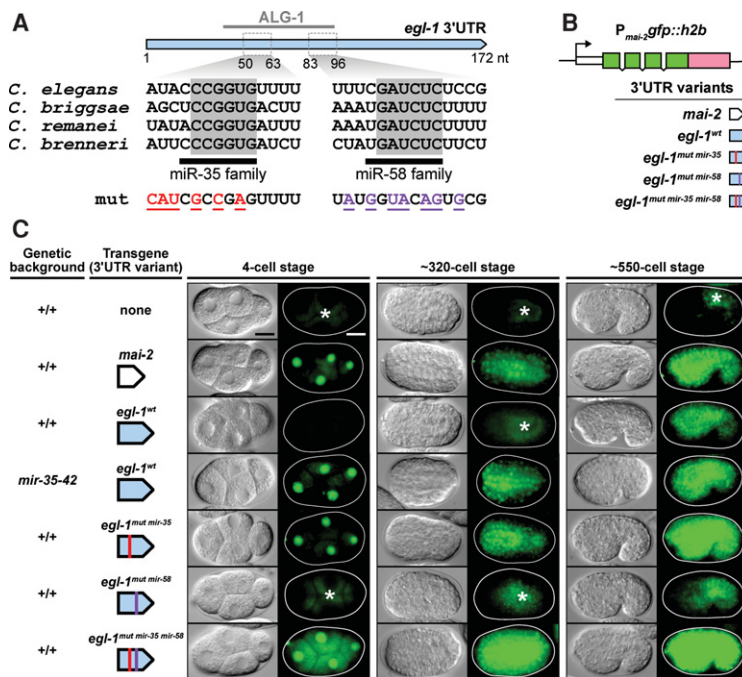 A
ALG-1
egl-1 3'UTR
1 50 63 83 96 172 nt
C. elegans AUACCCGGUGUUUU UUUCGAUCUCUCCG
C. briggsae AGCUCCCGGUGACUU AAAUGAUCUCUUUU
C. remanei UAUACCCGGUGAUUU AAAUGAUCUCUUCU
C. brenneri AUUCCCGGUGAUUC CUAUGAUCUCUUCU
miR-35 family miR-58 family
mut CAUCGCCGAGUUUU UAUGGUACAGUGCG
B
Pmai-2gfp::h2b
3'UTR variants
mai-2
egl-1wt
egl-1mut mir-35
egl-1mut mir-58
egl-1mut mir-35 mir-58
C
Genetic background Transgene (3'UTR variant) 4-cell stage ~320-cell stage ~550-cell stage
+/+ none * * *
+/+ mai-2
+/+ egl-1wt *
mir-35-42 egl-1wt
+/+ egl-1mut mir-35
+/+ egl-1mut mir-58 * *
+/+ egl-1mut mir-35 mir-58